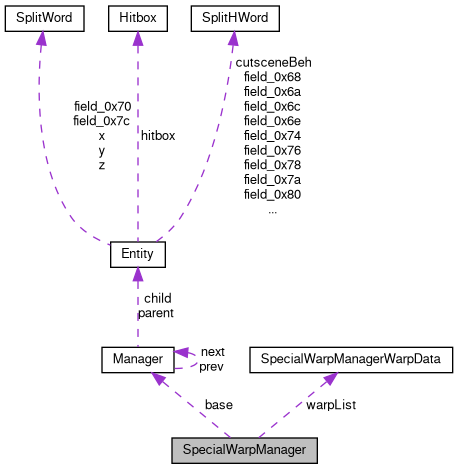 SplitWord
Hitbox
SplitHWord
cutsceneBeh
field_0x68
field_0x6a
field_0x6c
field_0x6e
field_0x74
field_0x76
field_0x78
field_0x7a
field_0x80
...
field_0x70
field_0x7c
x
y
z
hitbox
Entity
child
parent
Manager
next
prev
SpecialWarpManagerWarpData
base
warpList
SpecialWarpManager